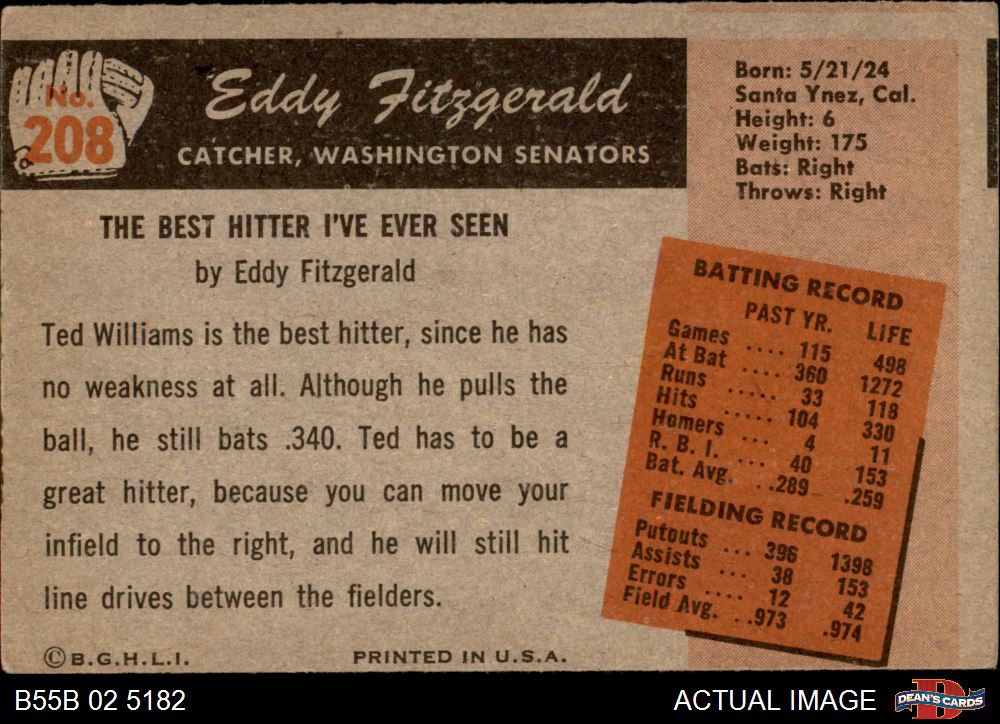 No.
208
Eddy Fitzgerald
CATCHER, WASHINGTON SENATORS
Born: 5/21/24
Santa Ynez, Cal.
Height: 6
Weight: 175
Bats: Right
Throws: Right
THE BEST HITTER I'VE EVER SEEN
by Eddy Fitzgerald
Ted Williams is the best hitter, since he has
no weakness at all. Although he pulls the
ball, he still bats .340. Ted has to be a
great hitter, because you can move your
infield to the right, and he will still hit
line drives between the fielders.
BATTING RECORD
PAST YR. LIFE
Games .... 115 498
At Bat .... 360 1272
Runs ..... 33 118
Hits ..... 104 330
Homers ... 4 11
R. B. I. ... 40 153
Bat. Avg. ..289 .259
FIELDING RECORD
Putouts ... 396 1398
Assists ... 38 153
Errors .... 12 42
Field Avg. ..973 .974
©B.G.H.L.I. PRINTED IN U.S.A.
B55B 02 5182 ACTUAL IMAGE DEAN'S CARDS